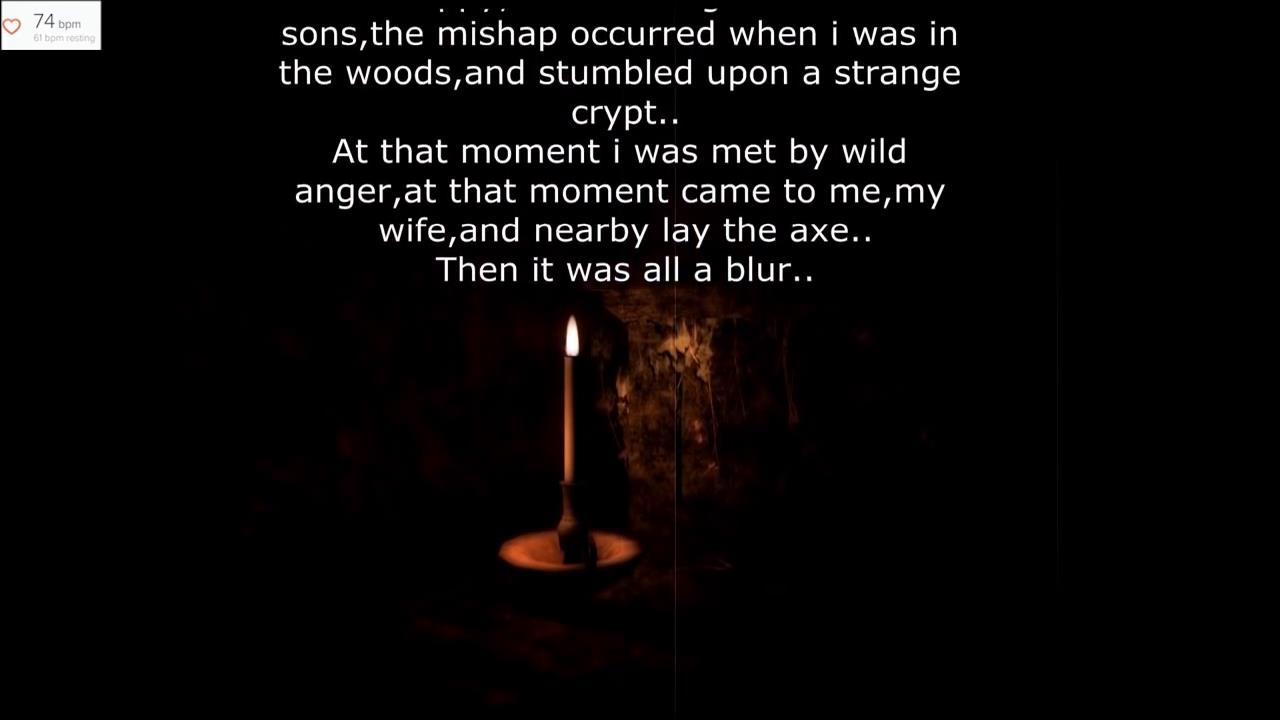 74 bpm
61 bpm resting
sons,the mishap occurred when i was in
the woods,and stumbled upon a strange
crypt..
At that moment i was met by wild
anger,at that moment came to me,my
wife,and nearby lay the axe..
Then it was all a blur..